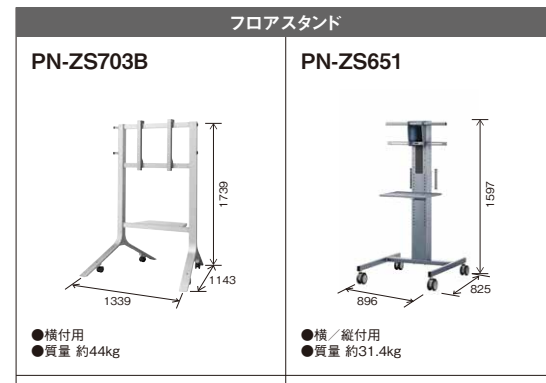 フロアスタンド
PN-ZS703B
1739
1143
1339
●横付用
●質量 約44kg
PN-ZS651
1597
825
896
●横／縦付用
●質量 約31.4kg